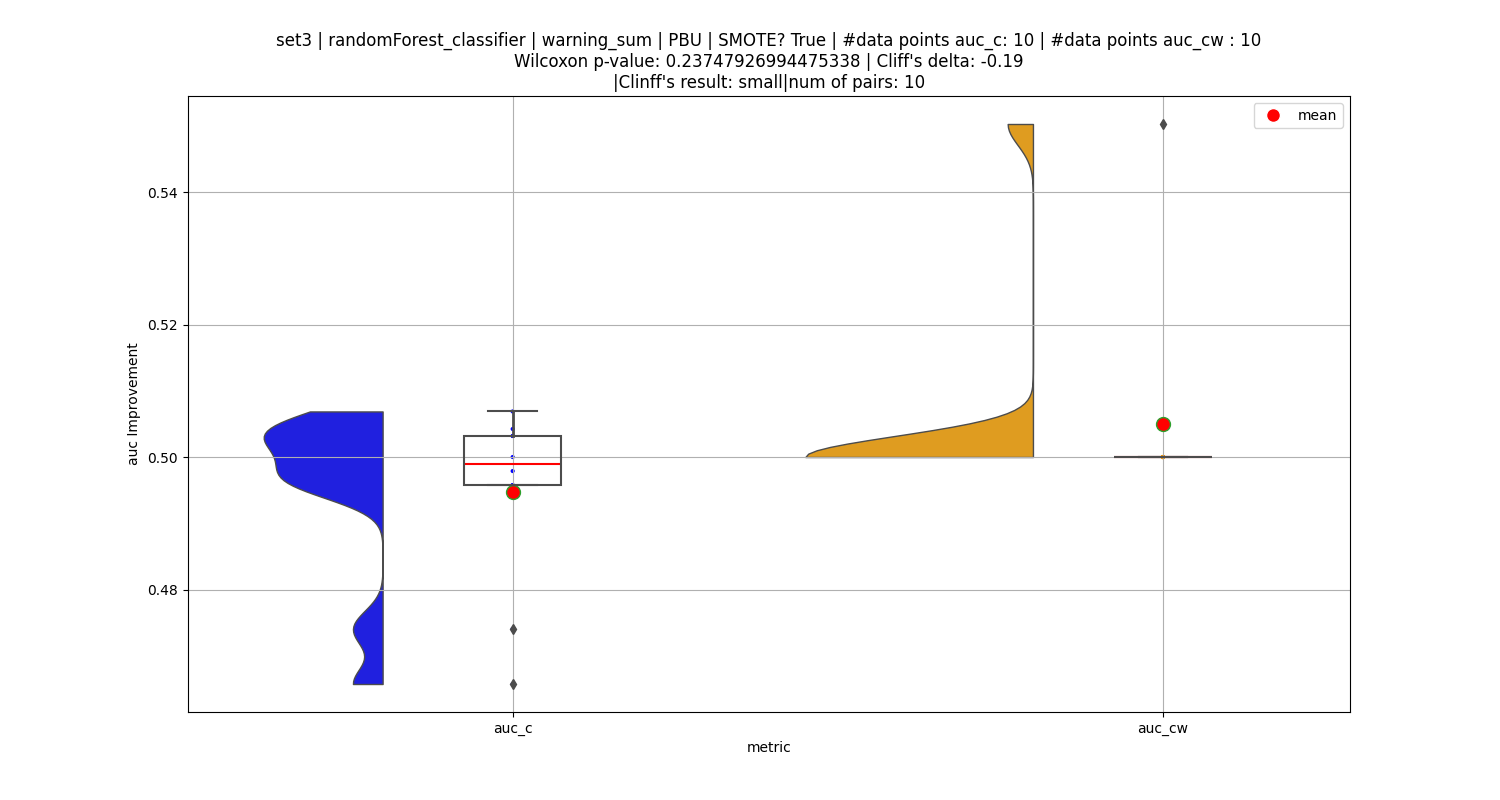 set3 | randomForest_classifier | warning_sum | PBU | SMOTE? True | #data points auc_c: 10 | #data points auc_cw : 10
Wilcoxon p-value: 0.23747926994475338 | Cliff's delta: -0.19
|Clinff's result: small|num of pairs: 10
mean
0.54
0.52
0.50
0.48
auc Improvement
auc_c
auc_cw
metric